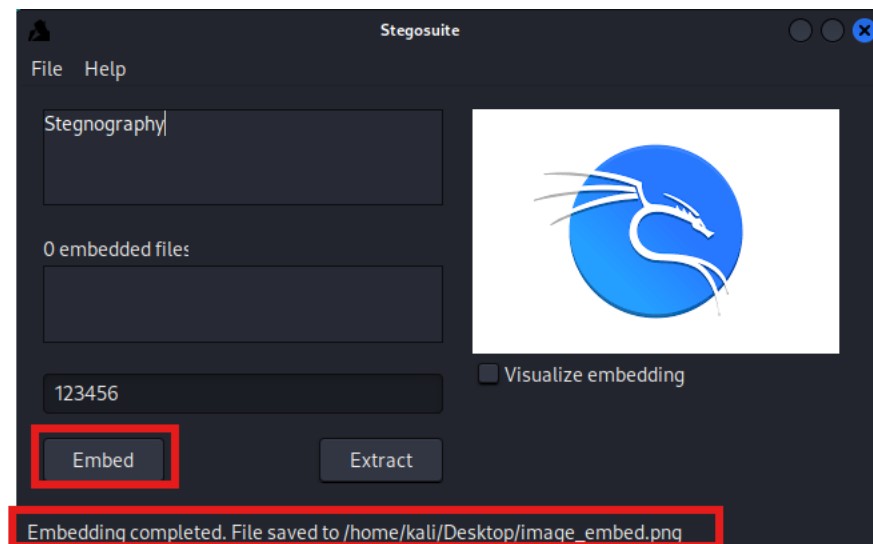 Stegosuite
File Help
Stegnography
0 embedded files
Visualize embedding
123456
Embed Extract
Embedding completed. File saved to /home/kali/Desktop/image_embed.png